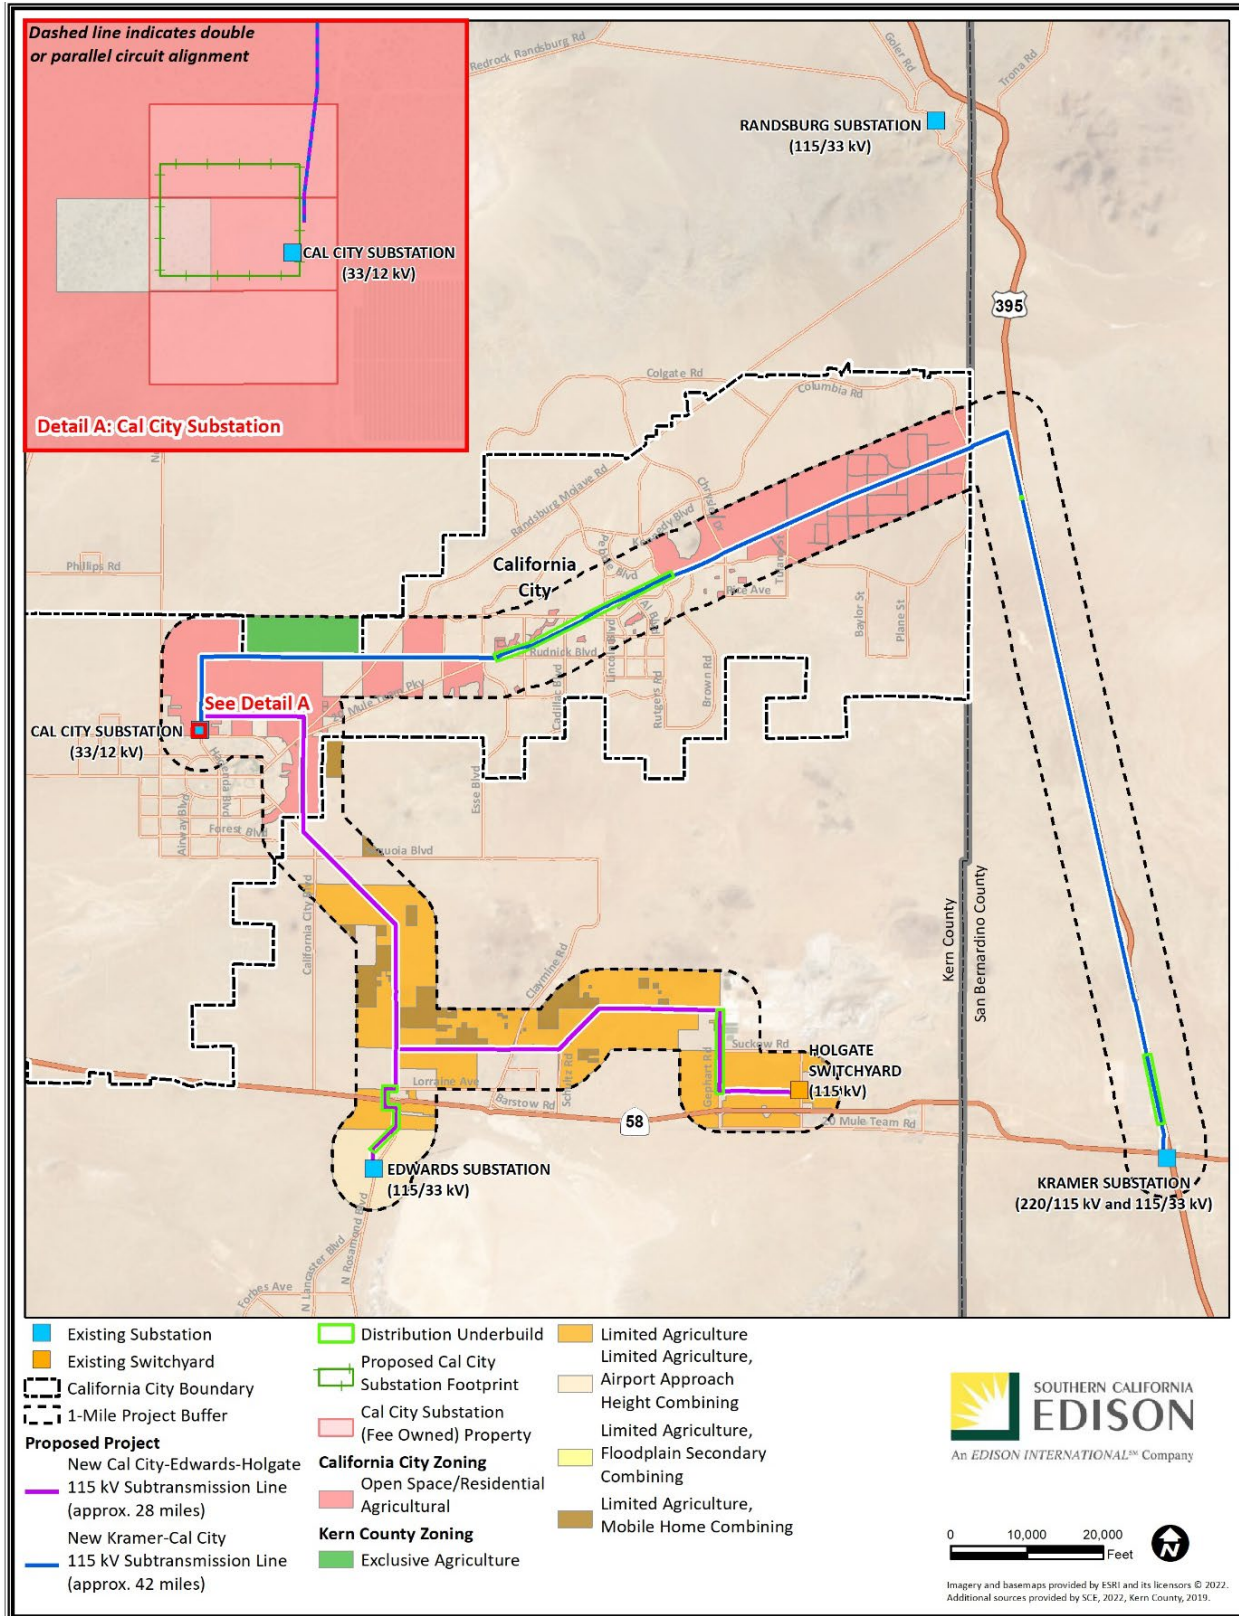 Dashed line indicates double
or parallel circuit alignment
CAL CITY SUBSTATION
(33/12 kV)
Detail A: Cal City Substation
Redrock Randsburg Rd
Goler Rd
Trona Rd
RANDSBURG SUBSTATION
(115/33 kV)
395
Colgate Rd
Columbia Rd
Randsburg Mojave Rd
Chrysler Dr
Kennedy Blvd
California
City
Phillips Rd
Rice Ave
Tulane St
Baylor St
Plane St
Rudnick Blvd
Lincoln Blvd
Cadillac Blvd
Rutgers Rd
Brown Rd
Mule Team Pky
See Detail A
CAL CITY SUBSTATION
(33/12 kV)
Airway Blvd
Forest Blvd
Esse Blvd
quoia Blvd
California City Blvd
Claymine Rd
Kern County
San Bernardino County
Suckow Rd
HOLGATE
SWITCHYARD
(115 kV)
Lorraine Ave
Barstow Rd
Schultz Rd
Gephart Rd
58
20 Mule Team Rd
EDWARDS SUBSTATION
(115/33 kV)
KRAMER SUBSTATION
(220/115 kV and 115/33 kV)
N Rosamond Blvd
N Lancaster Blvd
Forbes Ave
Existing Substation
Existing Switchyard
California City Boundary
1-Mile Project Buffer
Proposed Project
New Cal City-Edwards-Holgate
115 kV Subtransmission Line
(approx. 28 miles)
New Kramer-Cal City
115 kV Subtransmission Line
(approx. 42 miles)
Distribution Underbuild
Proposed Cal City
Substation Footprint
Cal City Substation
(Fee Owned) Property
California City Zoning
Open Space/Residential
Agricultural
Kern County Zoning
Exclusive Agriculture
Limited Agriculture
Limited Agriculture,
Airport Approach
Height Combining
Limited Agriculture,
Floodplain Secondary
Combining
Limited Agriculture,
Mobile Home Combining
SOUTHERN CALIFORNIA
EDISON
An EDISON INTERNATIONAL℠ Company
0 10,000 20,000
Feet
N
Imagery and basemaps provided by ESRI and its licensors © 2022.
Additional sources provided by SCE, 2022, Kern County, 2019.